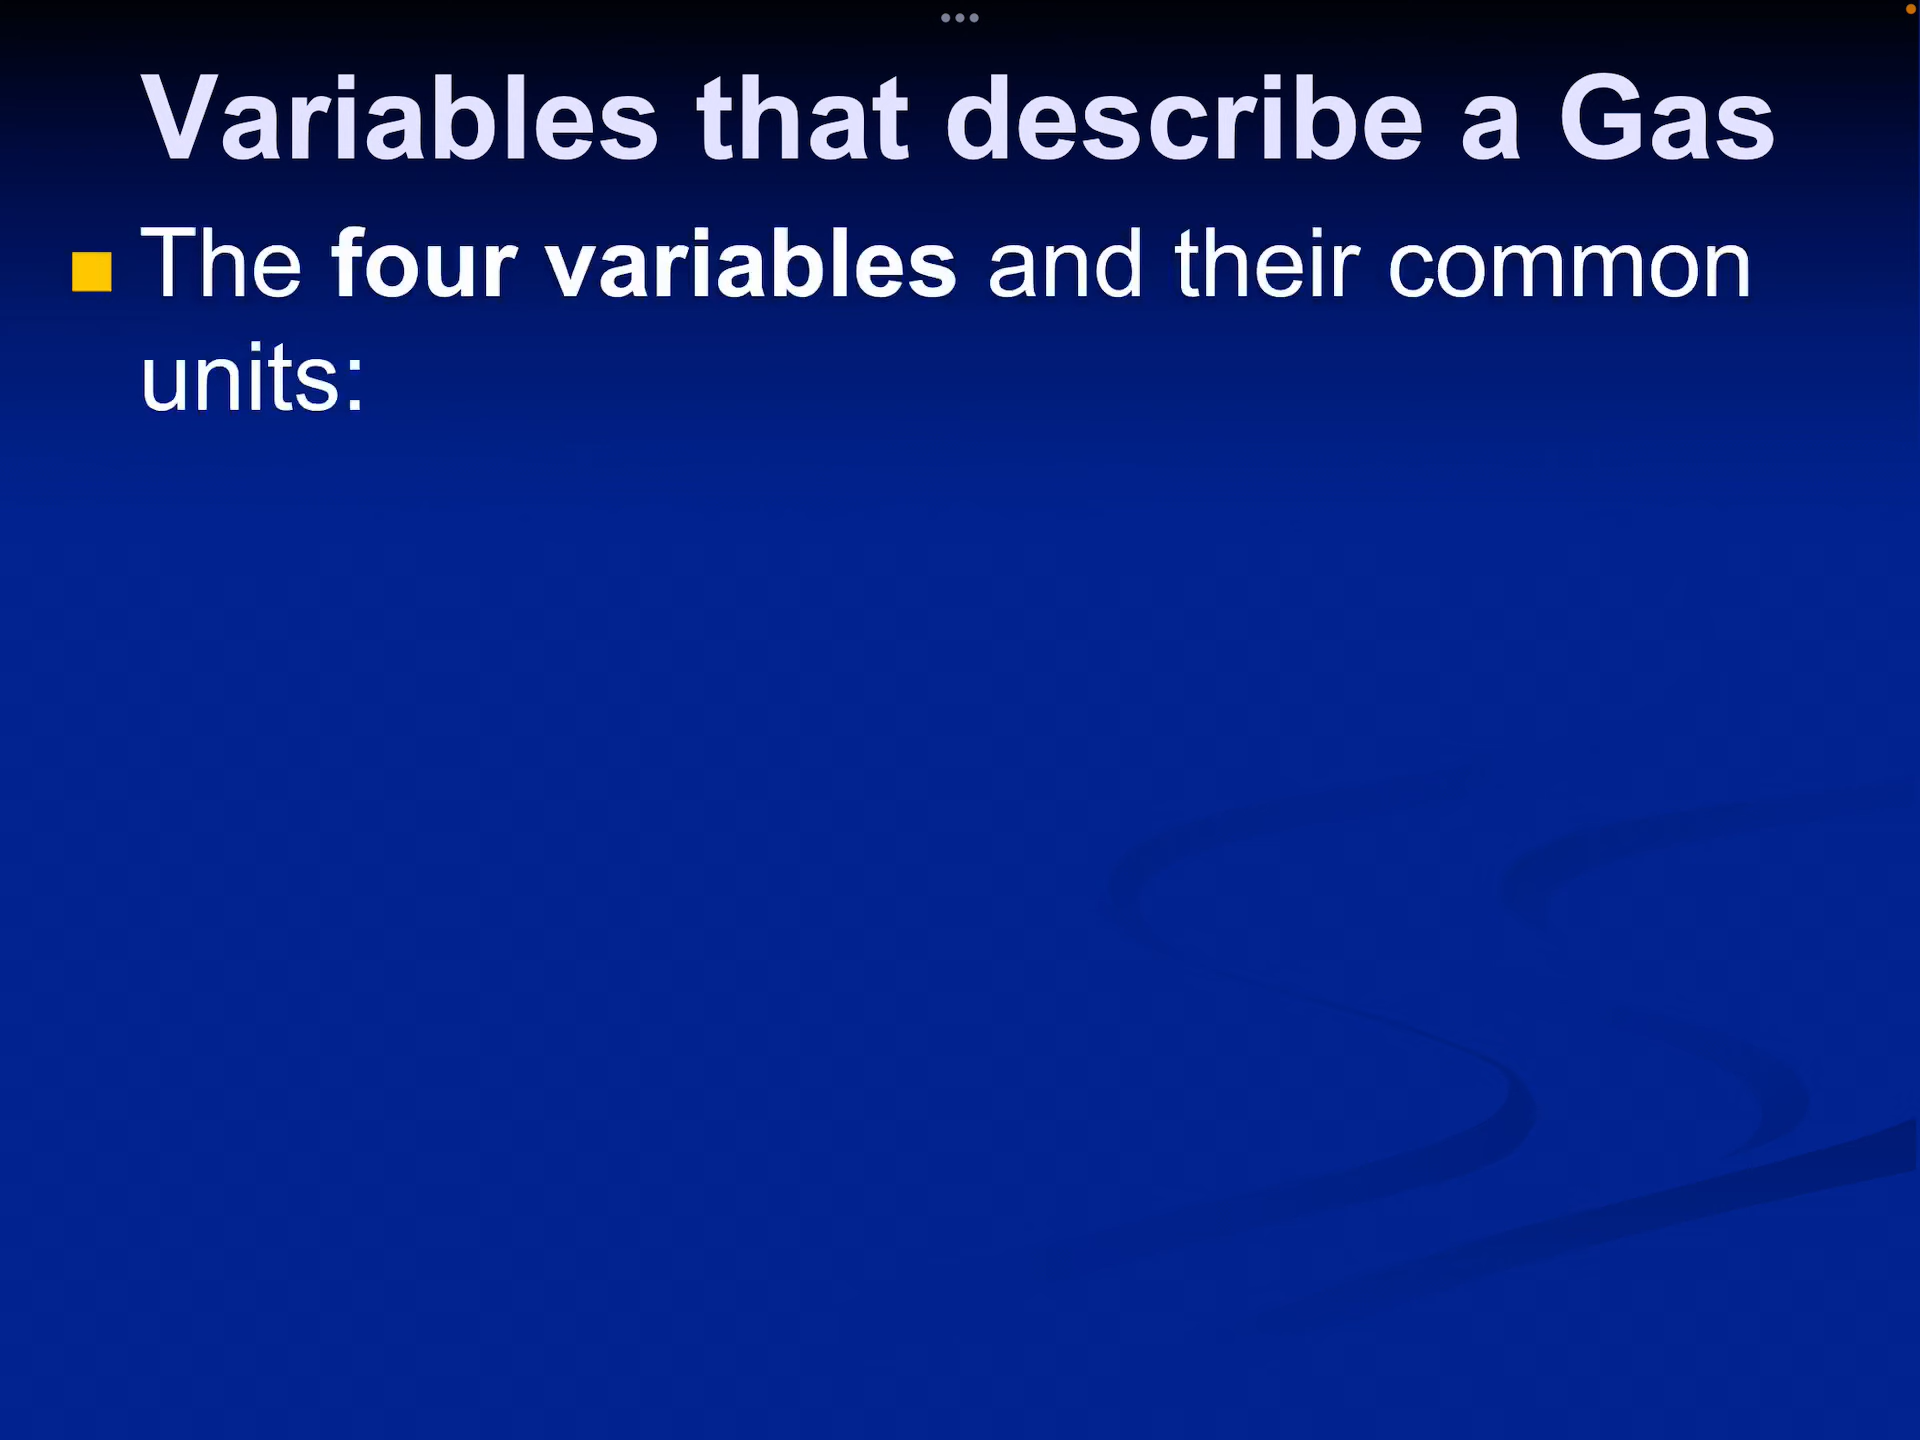 Variables that describe a Gas
The four variables and their common
units: